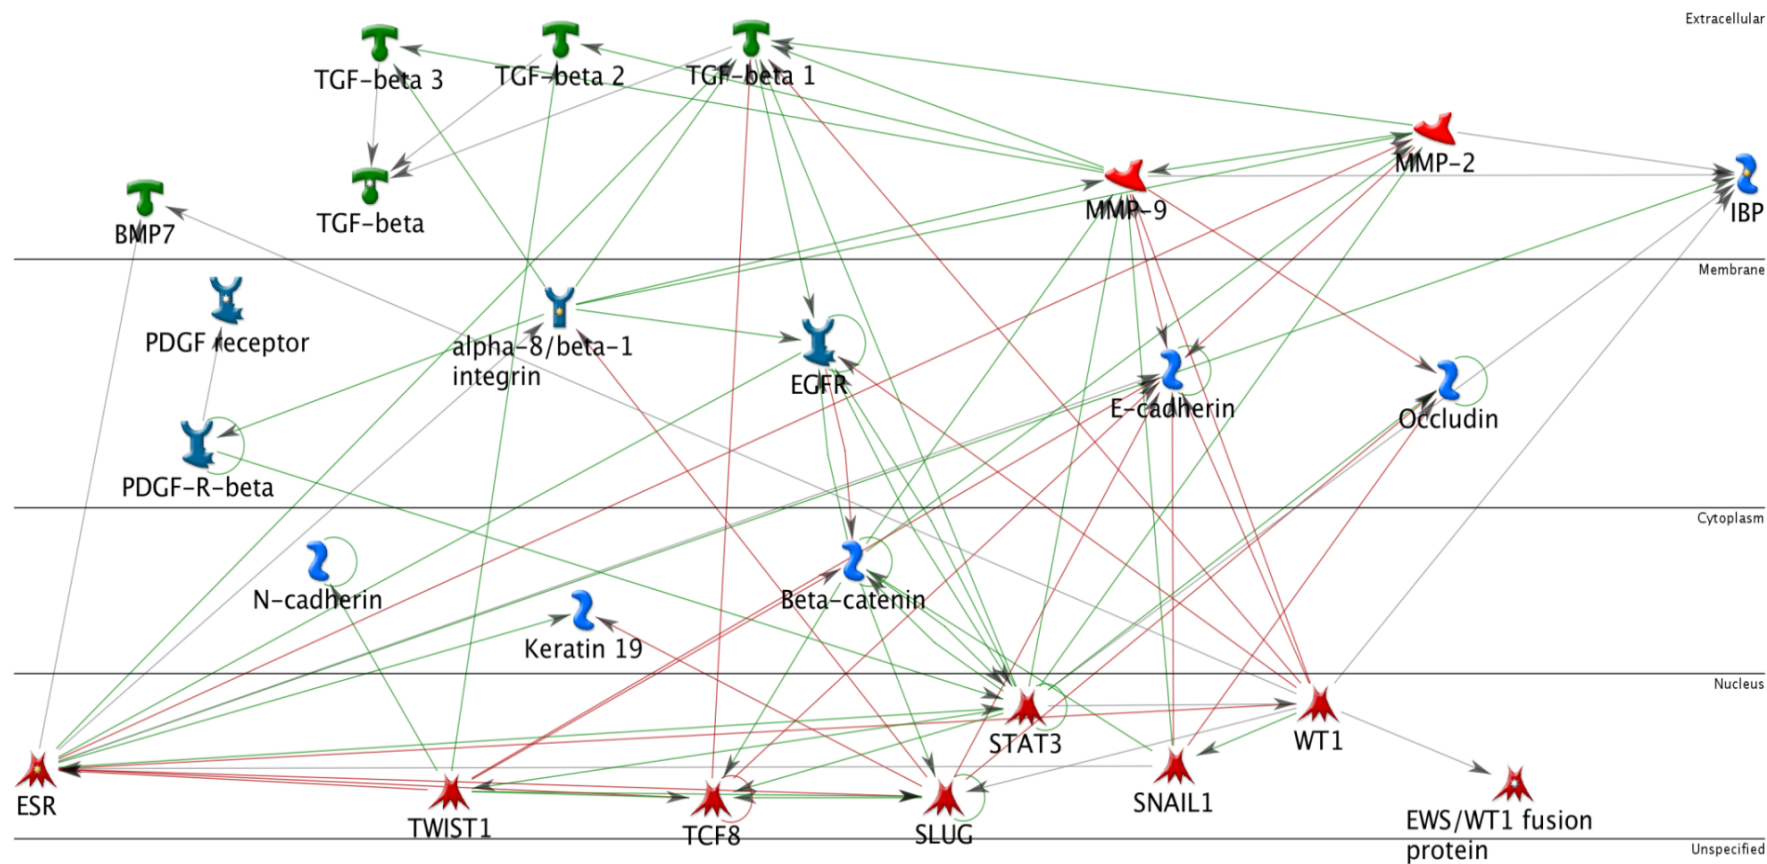 Extracellular
TGF-beta 3
TGF-beta 2
TGF-beta 1
MMP-2
MMP-9
IBP
TGF-beta
BMP7
Membrane
PDGF receptor
alpha-8/beta-1
integrin
EGFR
E-cadherin
Occludin
PDGF-R-beta
Cytoplasm
N-cadherin
Beta-catenin
Keratin 19
Nucleus
STAT3
WT1
ESR
TWIST1
TCF8
SLUG
SNAIL1
EWS/WT1 fusion
protein
Unspecified